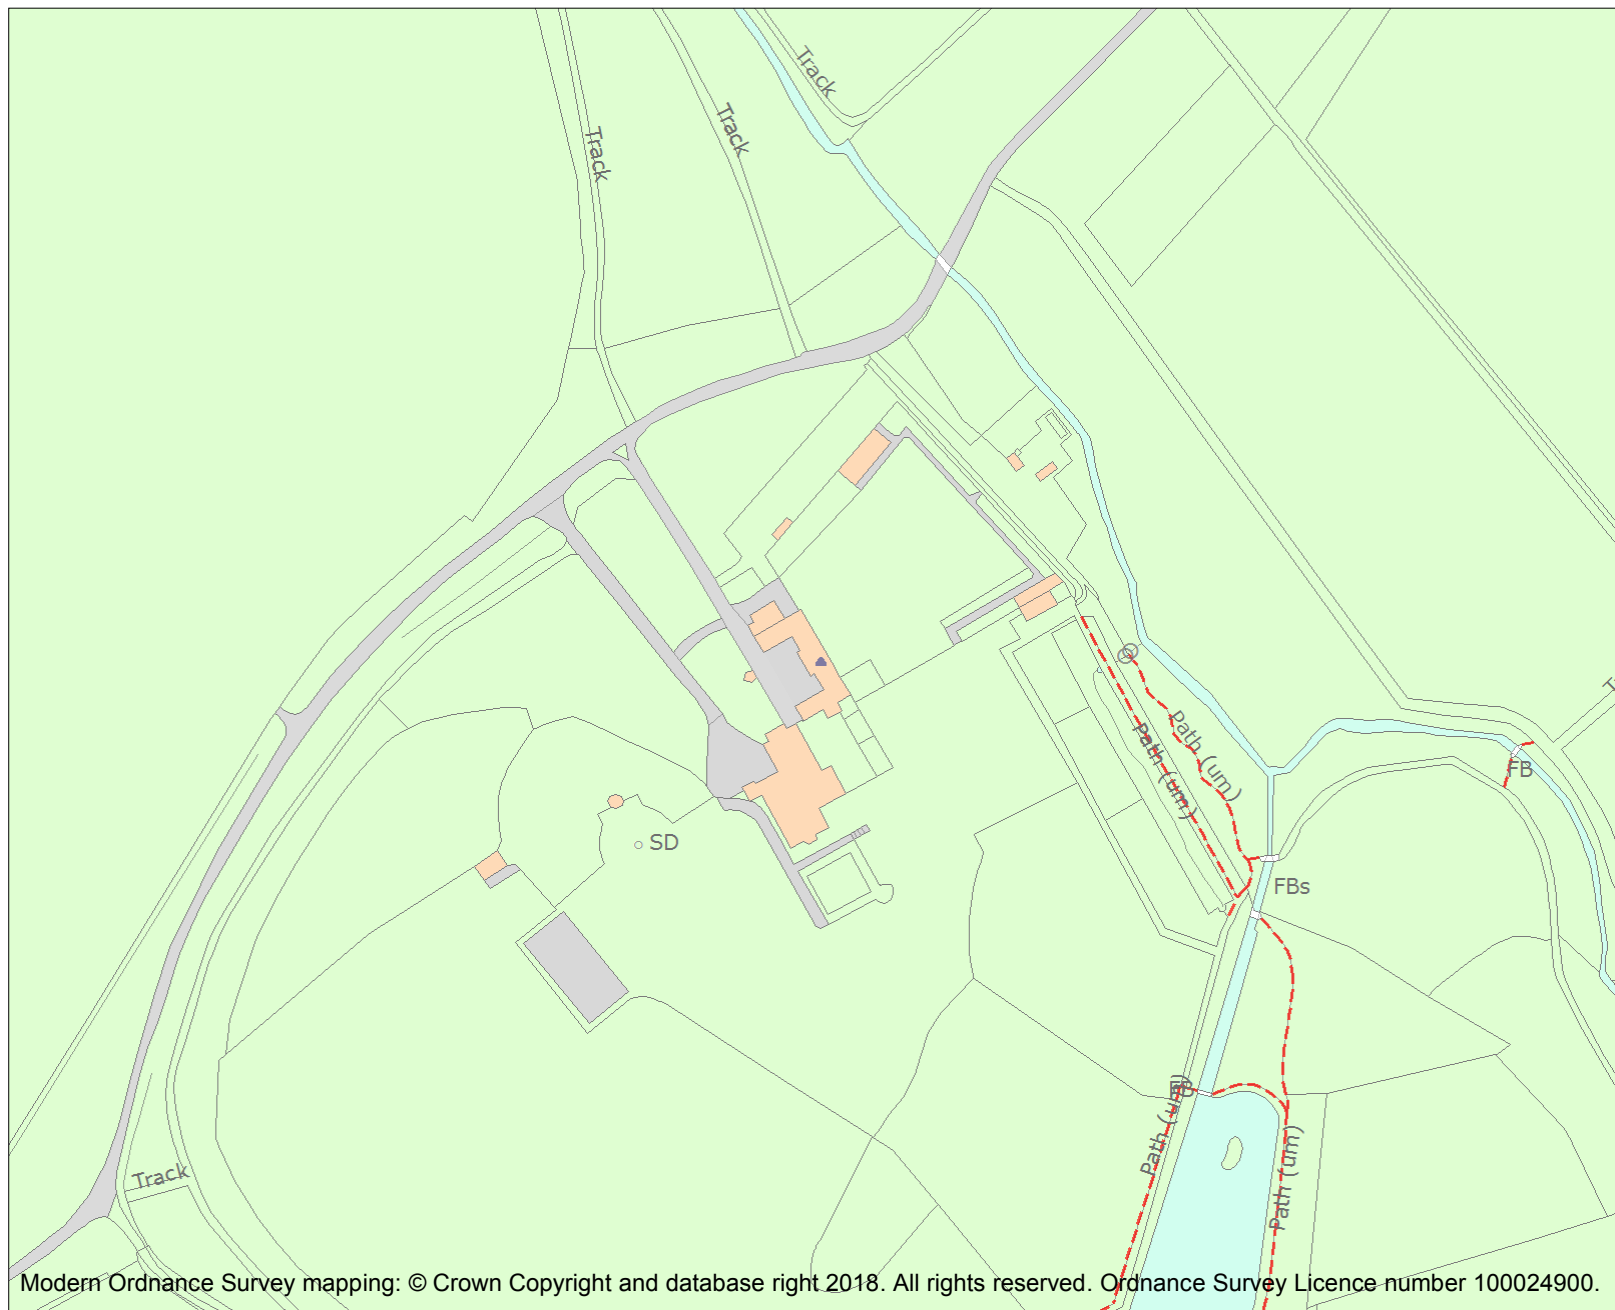 Track
Track
Track
Path (um)
Path (um)
FB
SD
FBs
FB
Path (um)
Path (um)
Track
Modern Ordnance Survey mapping: © Crown Copyright and database right 2018. All rights reserved. Ordnance Survey Licence number 100024900.